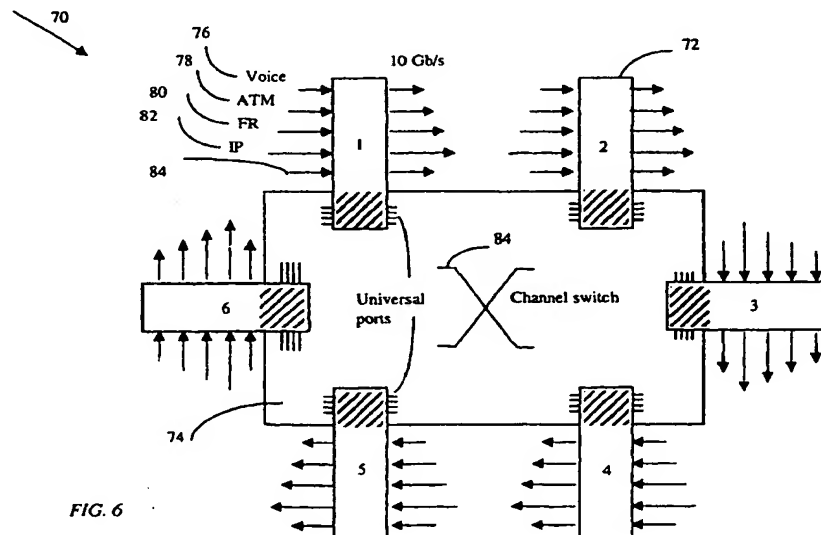 70
76
Voice
10 Gb/s
72
78
ATM
80
FR
82
IP
84
1
2
84
6
Universal
ports
Channel switch
3
74
5
4
FIG. 6